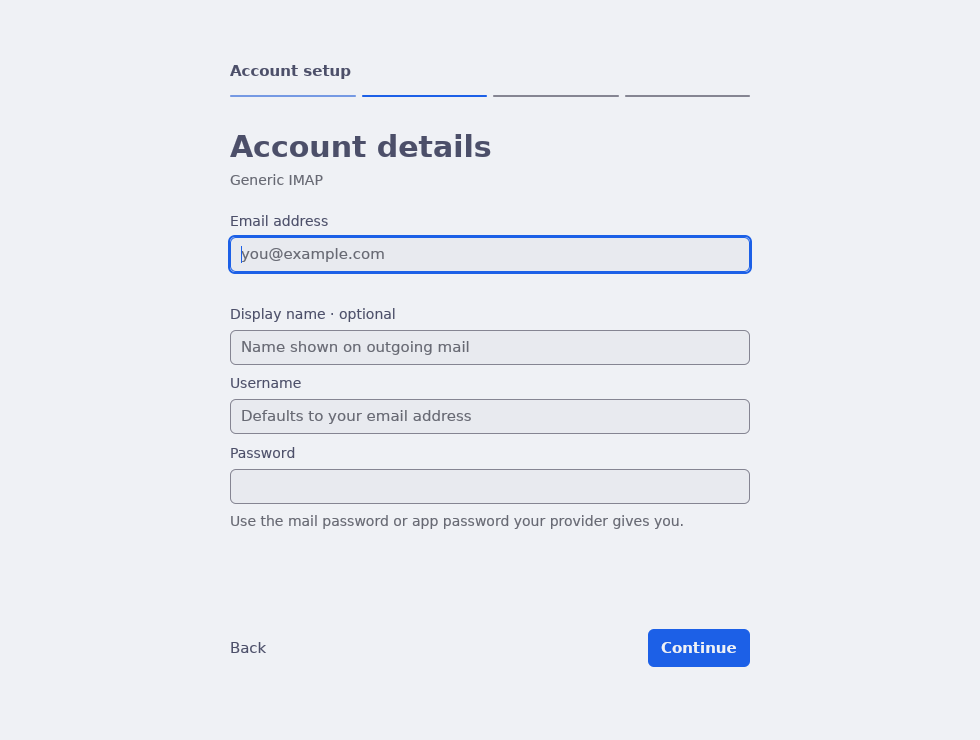 Account setup
Account details
Generic IMAP
Email address
you@example.com
Display name · optional
Name shown on outgoing mail
Username
Defaults to your email address
Password
Use the mail password or app password your provider gives you.
Back
Continue